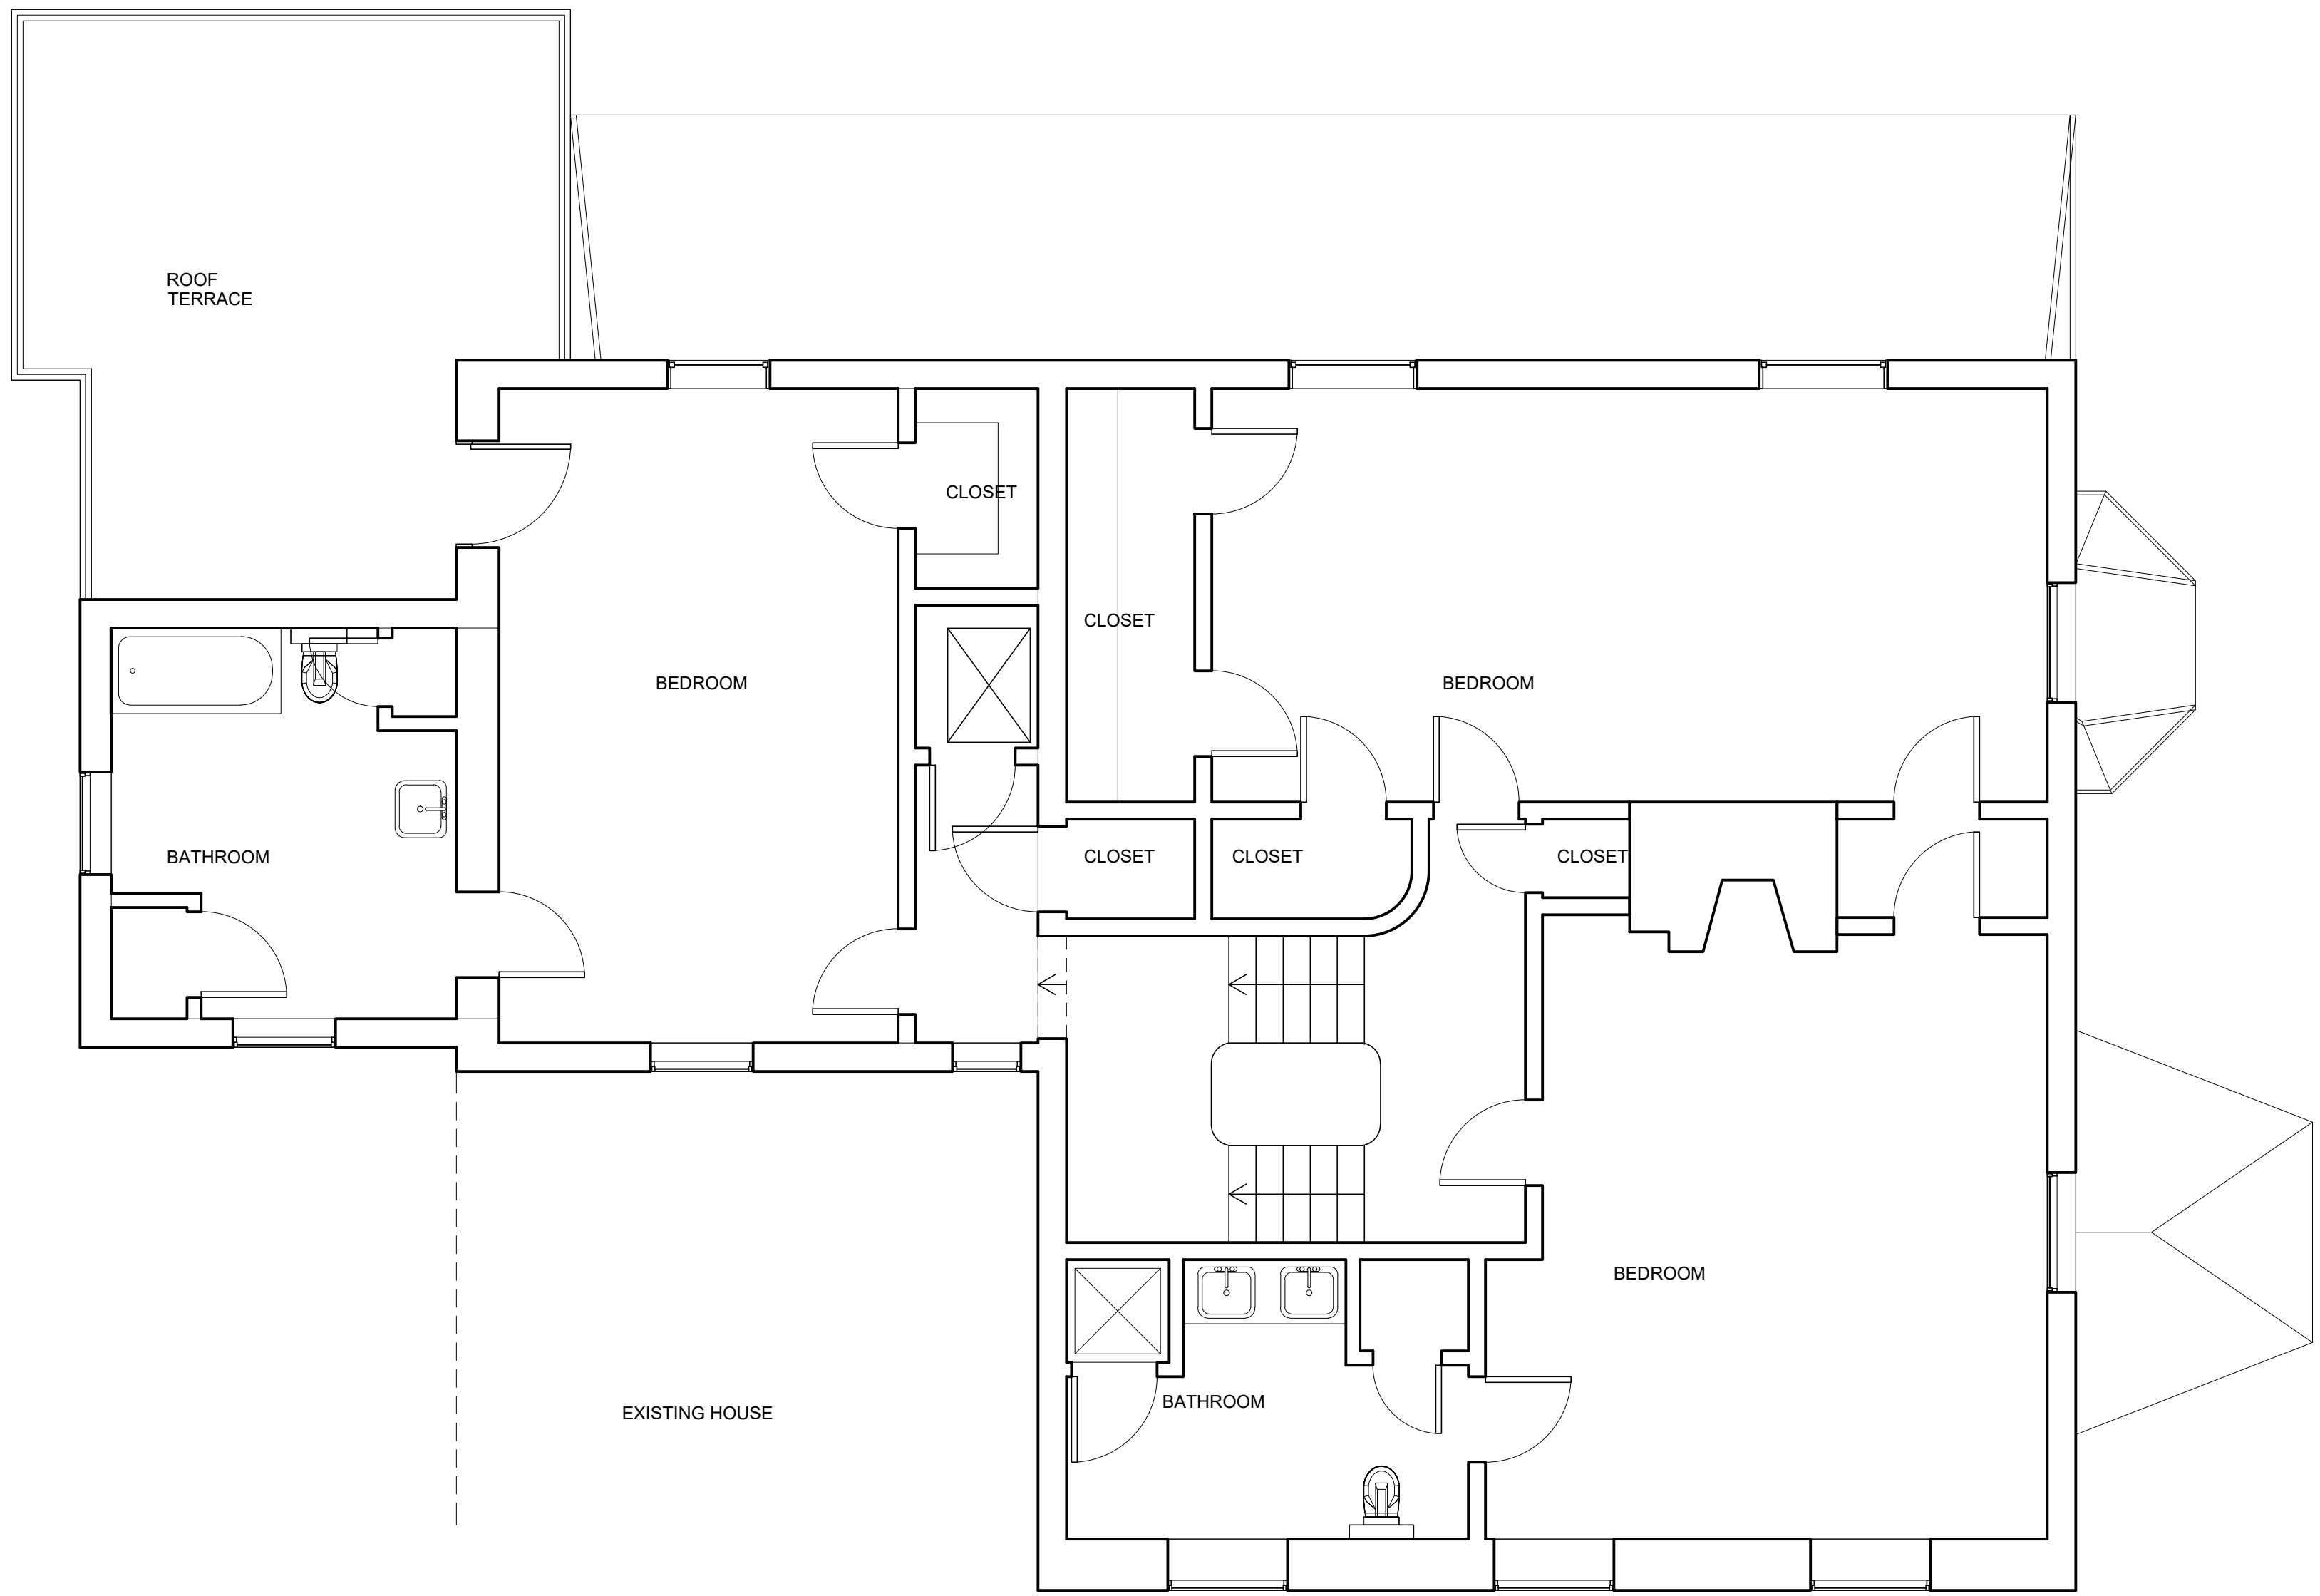 ROOF
TERRACE
CLOSET
CLOSET
BEDROOM
BEDROOM
BATHROOM
CLOSET
CLOSET
CLOSET
BEDROOM
BATHROOM
EXISTING HOUSE